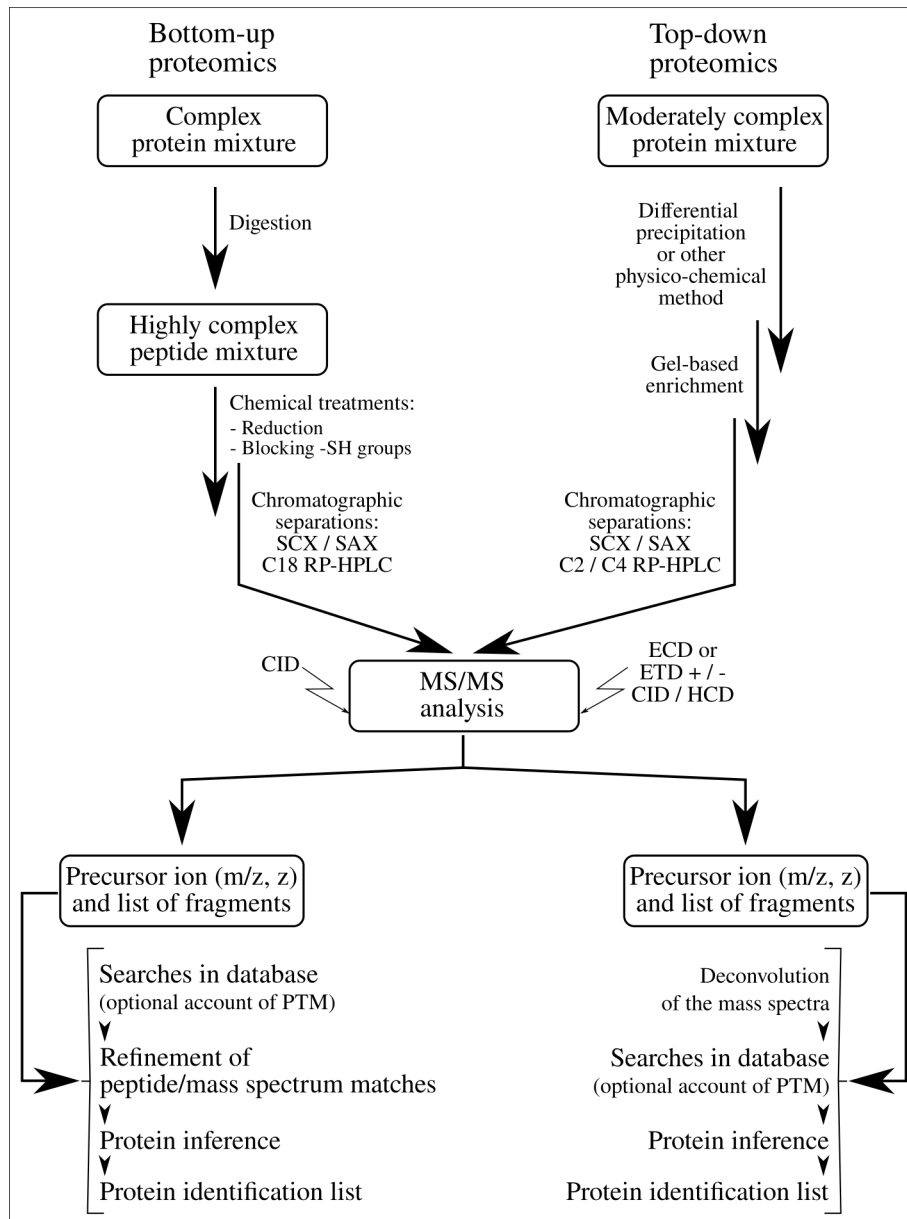 Bottom-up
proteomics
Complex
protein mixture
Digestion
Highly complex
peptide mixture
Chemical treatments:
- Reduction
- Blocking -SH groups
Chromatographic
separations:
SCX / SAX
C18 RP-HPLC
Top-down
proteomics
Moderately complex
protein mixture
Differential
precipitation
or other
physico-chemical
method
Gel-based
enrichment
Chromatographic
separations:
SCX / SAX
C2 / C4 RP-HPLC
CID
MS/MS
analysis
ECD or
ETD + / -
CID / HCD
Precursor ion (m/z, z)
and list of fragments
Searches in database
(optional account of PTM)
Refinement of
peptide/mass spectrum matches
Protein inference
Protein identification list
Precursor ion (m/z, z)
and list of fragments
Deconvolution
of the mass spectra
Searches in database
(optional account of PTM)
Protein inference
Protein identification list